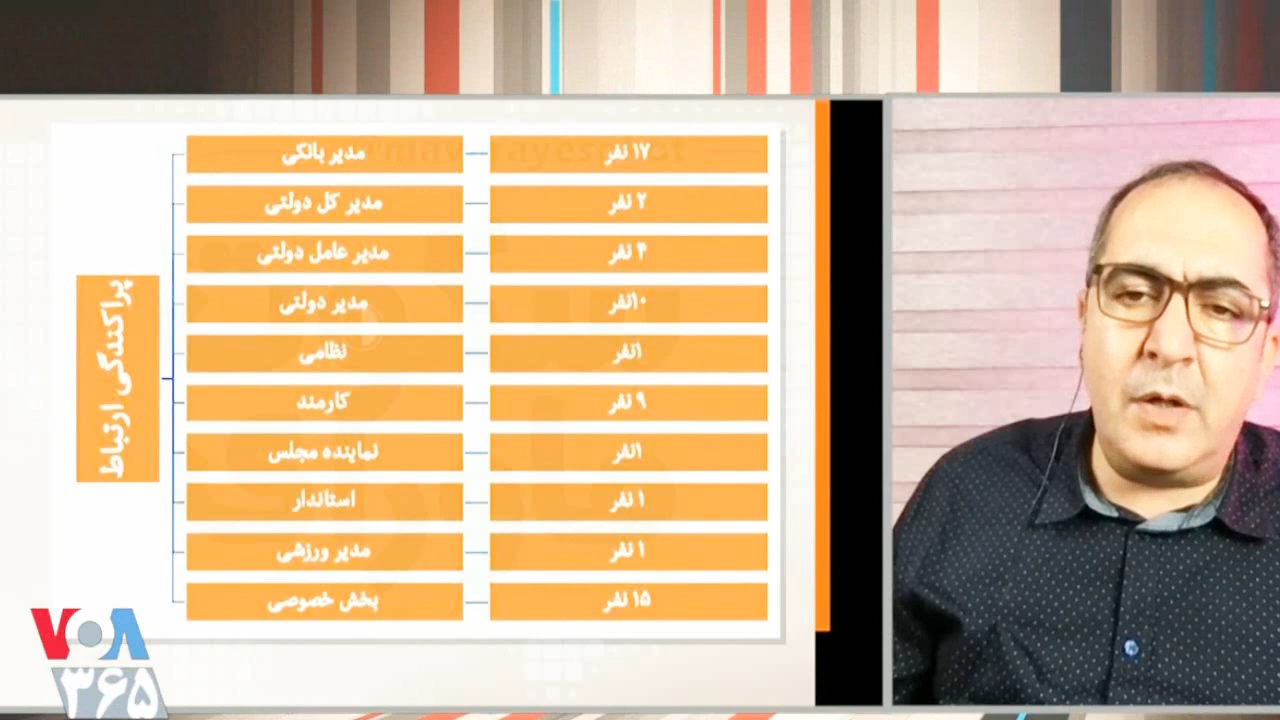 پراکندگی ارتباط
مدیر بانکی ۱۷ نفر
مدیر کل دولتی ۲ نفر
مدیر عامل دولتی ۴ نفر
مدیر دولتی ۱۰نفر
نظامی ۱نفر
کارمند ۹ نفر
نماینده مجلس ۱نفر
استاندار ۱ نفر
مدیر ورزشی ۱ نفر
بخش خصوصی ۱۵ نفر
VOA
۳۶۵